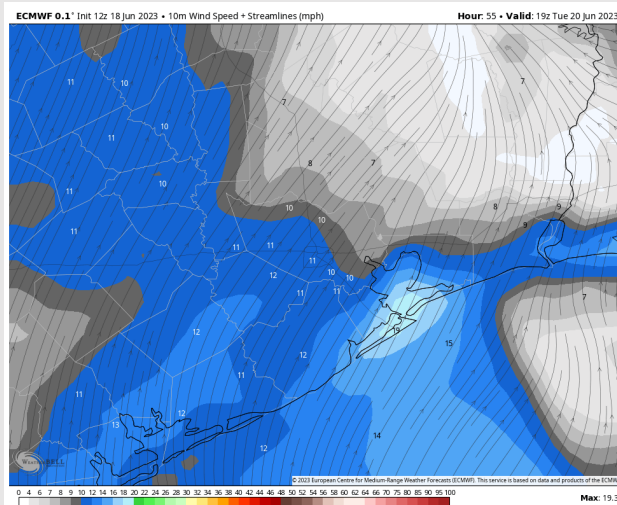 ECMWF 0.1° Init 12z 18 Jun 2023 • 10m Wind Speed + Streamlines (mph) Hour: 55 • Valid: 19z Tue 20 Jun 2023
11 10 7 7
11 10
8 7
11 10
10 8 9
10 9
11 11 11
12 10 10
11 11 7
12 19 15
12
11
11 12
13
12 14
WeatherBELL
© 2023 European Centre for Medium-Range Weather Forecasts (ECMWF). This service is based on data and products of the ECMW
0 4 6 7 8 9 10 12 14 16 18 20 22 24 26 28 30 32 34 36 38 40 42 44 46 48 50 52 54 56 58 60 62 64 66 70 75 80 85 90 95 100
Max: 19.3